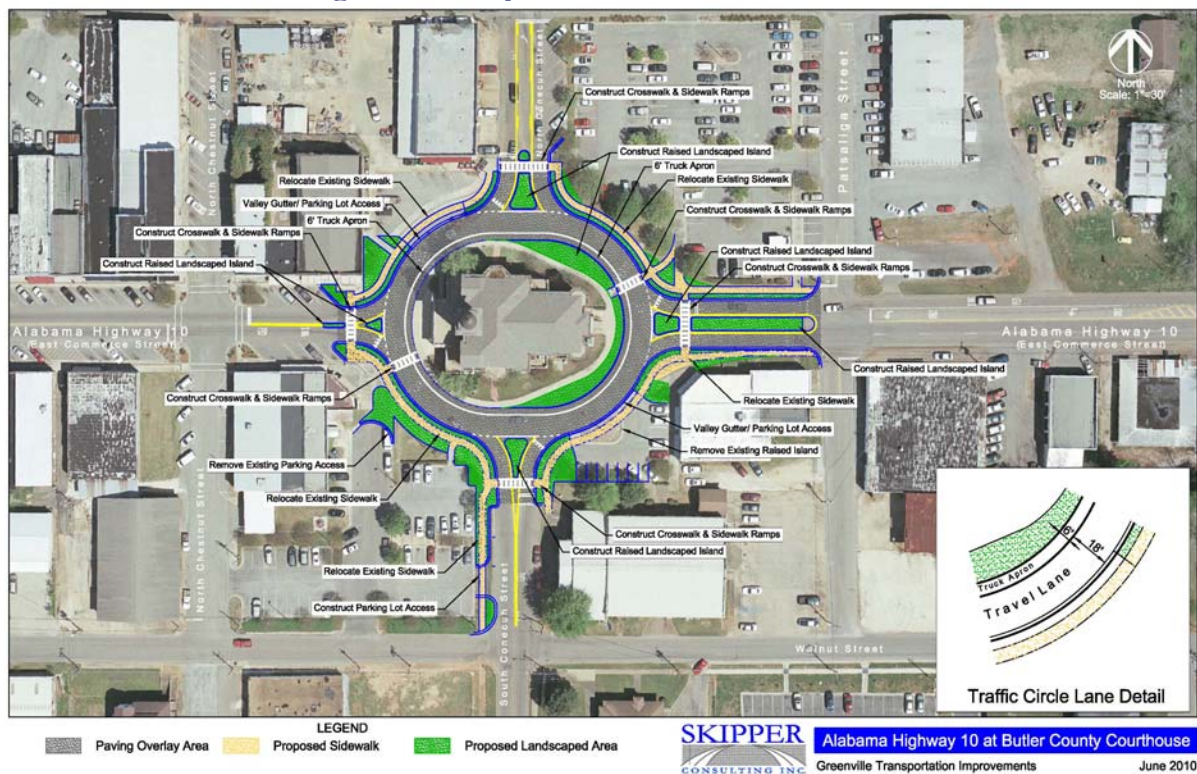 North Chestnut Street
North Conecuh Street
Patsaliga Street
North
Scale: 1"=30'
Construct Crosswalk & Sidewalk Ramps
Construct Raised Landscaped Island
6' Truck Apron
Relocate Existing Sidewalk
Construct Crosswalk & Sidewalk Ramps
Construct Raised Landscaped Island
Construct Crosswalk & Sidewalk Ramps
Relocate Existing Sidewalk
Valley Gutter/ Parking Lot Access
6' Truck Apron
Construct Crosswalk & Sidewalk Ramps
Construct Raised Landscaped Island
Alabama Highway 10
(East Commerce Street)
Alabama Highway 10
(East Commerce Street)
Construct Raised Landscaped Island
Construct Crosswalk & Sidewalk Ramps
Relocate Existing Sidewalk
Valley Gutter/ Parking Lot Access
Remove Existing Raised Island
Remove Existing Parking Access
Relocate Existing Sidewalk
Construct Crosswalk & Sidewalk Ramps
Construct Raised Landscaped Island
Relocate Existing Sidewalk
Construct Parking Lot Access
North Chestnut Street
South Conecuh Street
Walnut Street
6'
18'
Truck Apron
Travel Lane
Traffic Circle Lane Detail
LEGEND
Paving Overlay Area
Proposed Sidewalk
Proposed Landscaped Area
SKIPPER
CONSULTING INC
Alabama Highway 10 at Butler County Courthouse
Greenville Transportation Improvements
June 2010